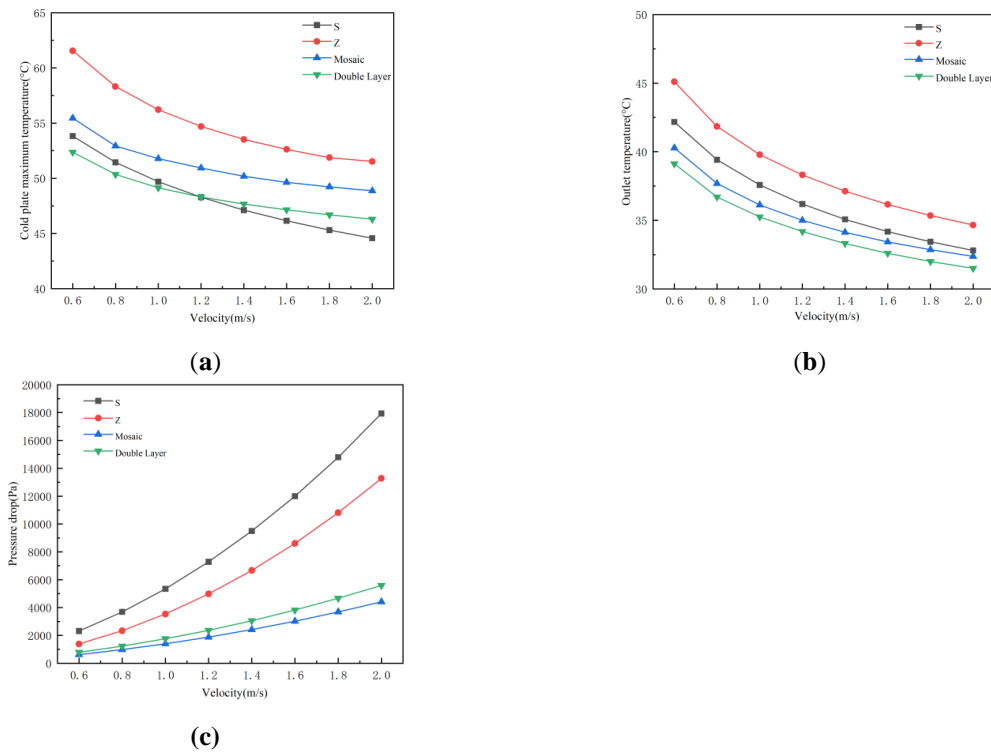 65
60
55
50
45
40
Cold plate maxium temperature(°C)
S
Z
Mosaic
Double Layer
0.6 0.8 1.0 1.2 1.4 1.6 1.8 2.0
Velocity(m/s)
(a)
50
45
40
35
30
Outlet temperature(°C)
S
Z
Mosaic
Double Layer
0.6 0.8 1.0 1.2 1.4 1.6 1.8 2.0
Velocity(m/s)
(b)
20000
18000
16000
14000
12000
10000
8000
6000
4000
2000
0
Pressure drop(Pa)
S
Z
Mosaic
Double Layer
0.6 0.8 1.0 1.2 1.4 1.6 1.8 2.0
Velocity(m/s)
(c)